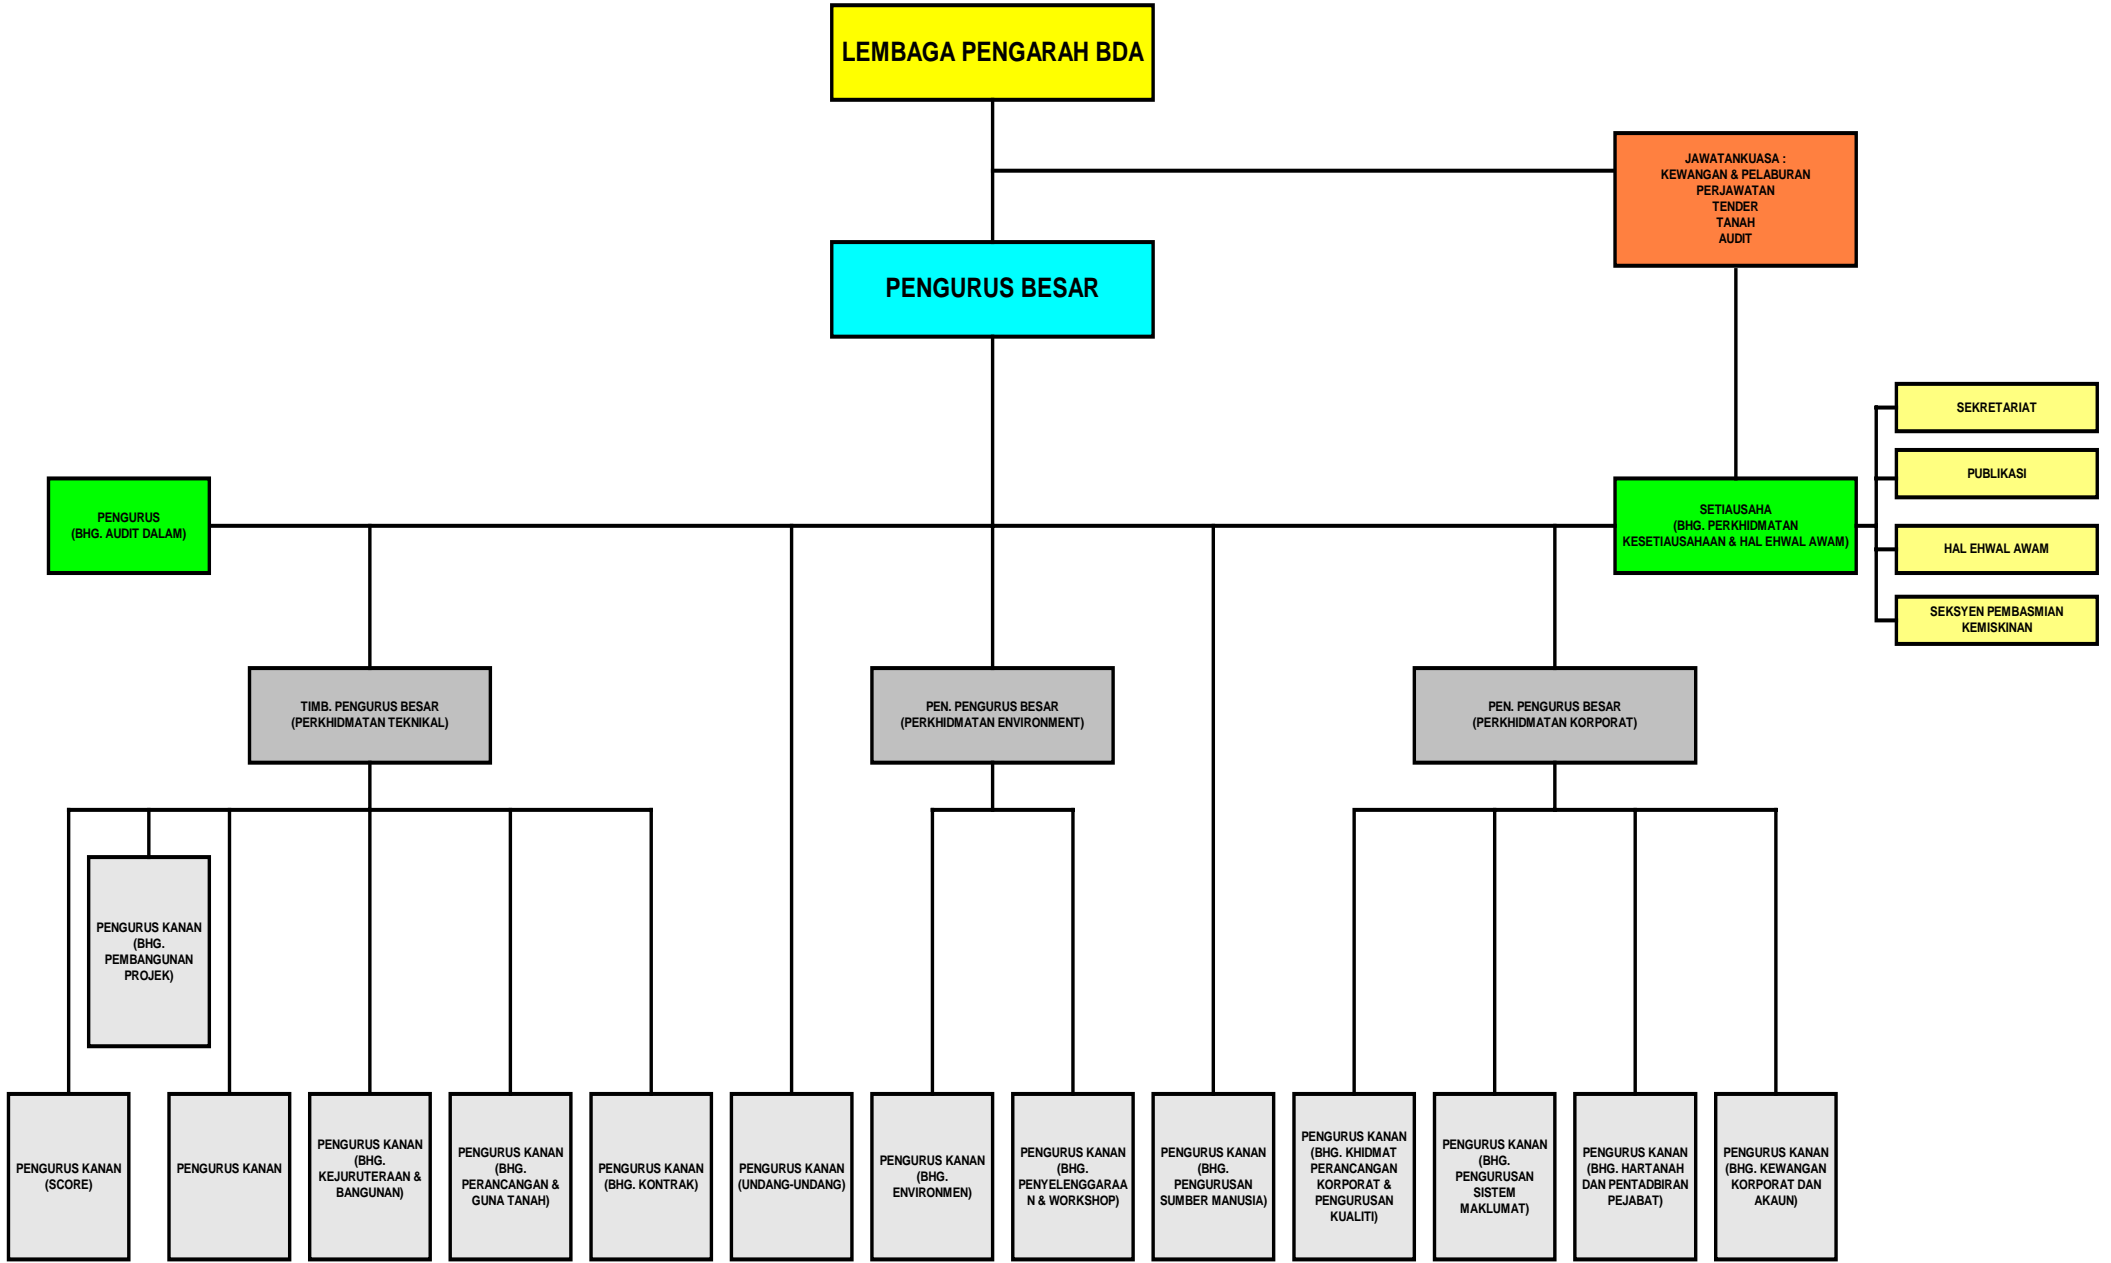 LEMBAGA PENGARAH BDA
JAWATANKUASA :
KEWANGAN & PELABURAN
PERJAWATAN
TENDER
TANAH
AUDIT
PENGURUS BESAR
SEKRETARIAT
PUBLIKASI
HAL EHWAL AWAM
SEKSYEN PEMBASMIAN
KEMISKINAN
PENGURUS
(BHG. AUDIT DALAM)
SETIAUSAHA
(BHG. PERKHIDMATAN
KESETIAUSAHAAN & HAL EHWAL AWAM)
TIMB. PENGURUS BESAR
(PERKHIDMATAN TEKNIKAL)
PEN. PENGURUS BESAR
(PERKHIDMATAN ENVIRONMENT)
PEN. PENGURUS BESAR
(PERKHIDMATAN KORPORAT)
PENGURUS KANAN
(BHG.
PEMBANGUNAN
PROJEK)
PENGURUS KANAN
(SCORE)
PENGURUS KANAN
PENGURUS KANAN
(BHG.
KEJURUTERAAN &
BANGUNAN)
PENGURUS KANAN
(BHG.
PERANCANGAN &
GUNA TANAH)
PENGURUS KANAN
(BHG. KONTRAK)
PENGURUS KANAN
(UNDANG-UNDANG)
PENGURUS KANAN
(BHG.
ENVIRONMEN)
PENGURUS KANAN
(BHG.
PENYELENGGARAA
N & WORKSHOP)
PENGURUS KANAN
(BHG.
PENGURUSAN
SUMBER MANUSIA)
PENGURUS KANAN
(BHG. KHIDMAT
PERANCANGAN
KORPORAT &
PENGURUSAN
KUALITI)
PENGURUS KANAN
(BHG.
PENGURUSAN
SISTEM
MAKLUMAT)
PENGURUS KANAN
(BHG. HARTANAH
DAN PENTADBIRAN
PEJABAT)
PENGURUS KANAN
(BHG. KEWANGAN
KORPORAT DAN
AKAUN)